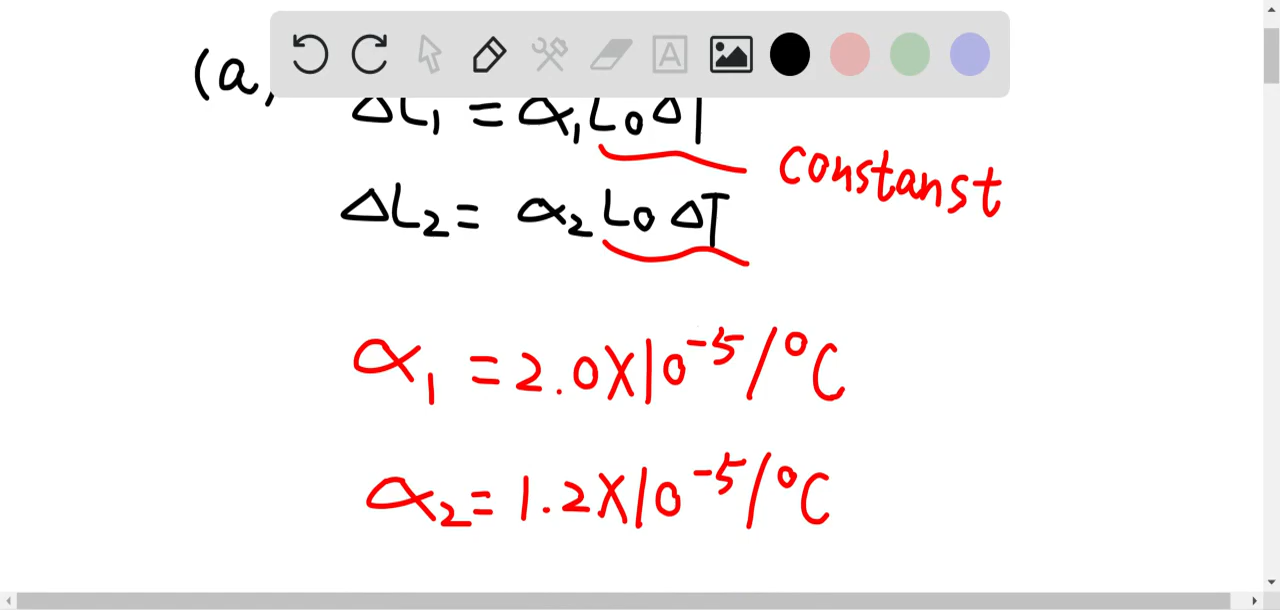 (a)
ΔL₁ = α₁L₀ΔT
constanst
ΔL₂ = α₂L₀ΔT
α₁ = 2.0×10⁻⁵/°C
α₂ = 1.2×10⁻⁵/°C